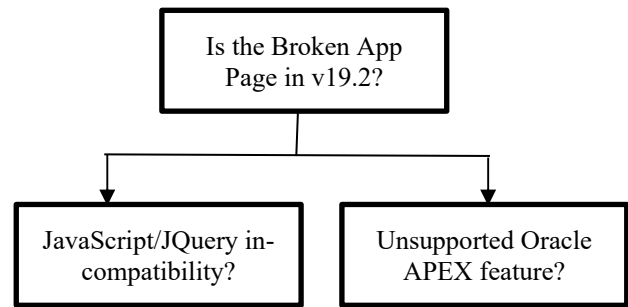 Is the Broken App
Page in v19.2?
JavaScript/JQuery in-
compatibility?
Unsupported Oracle
APEX feature?